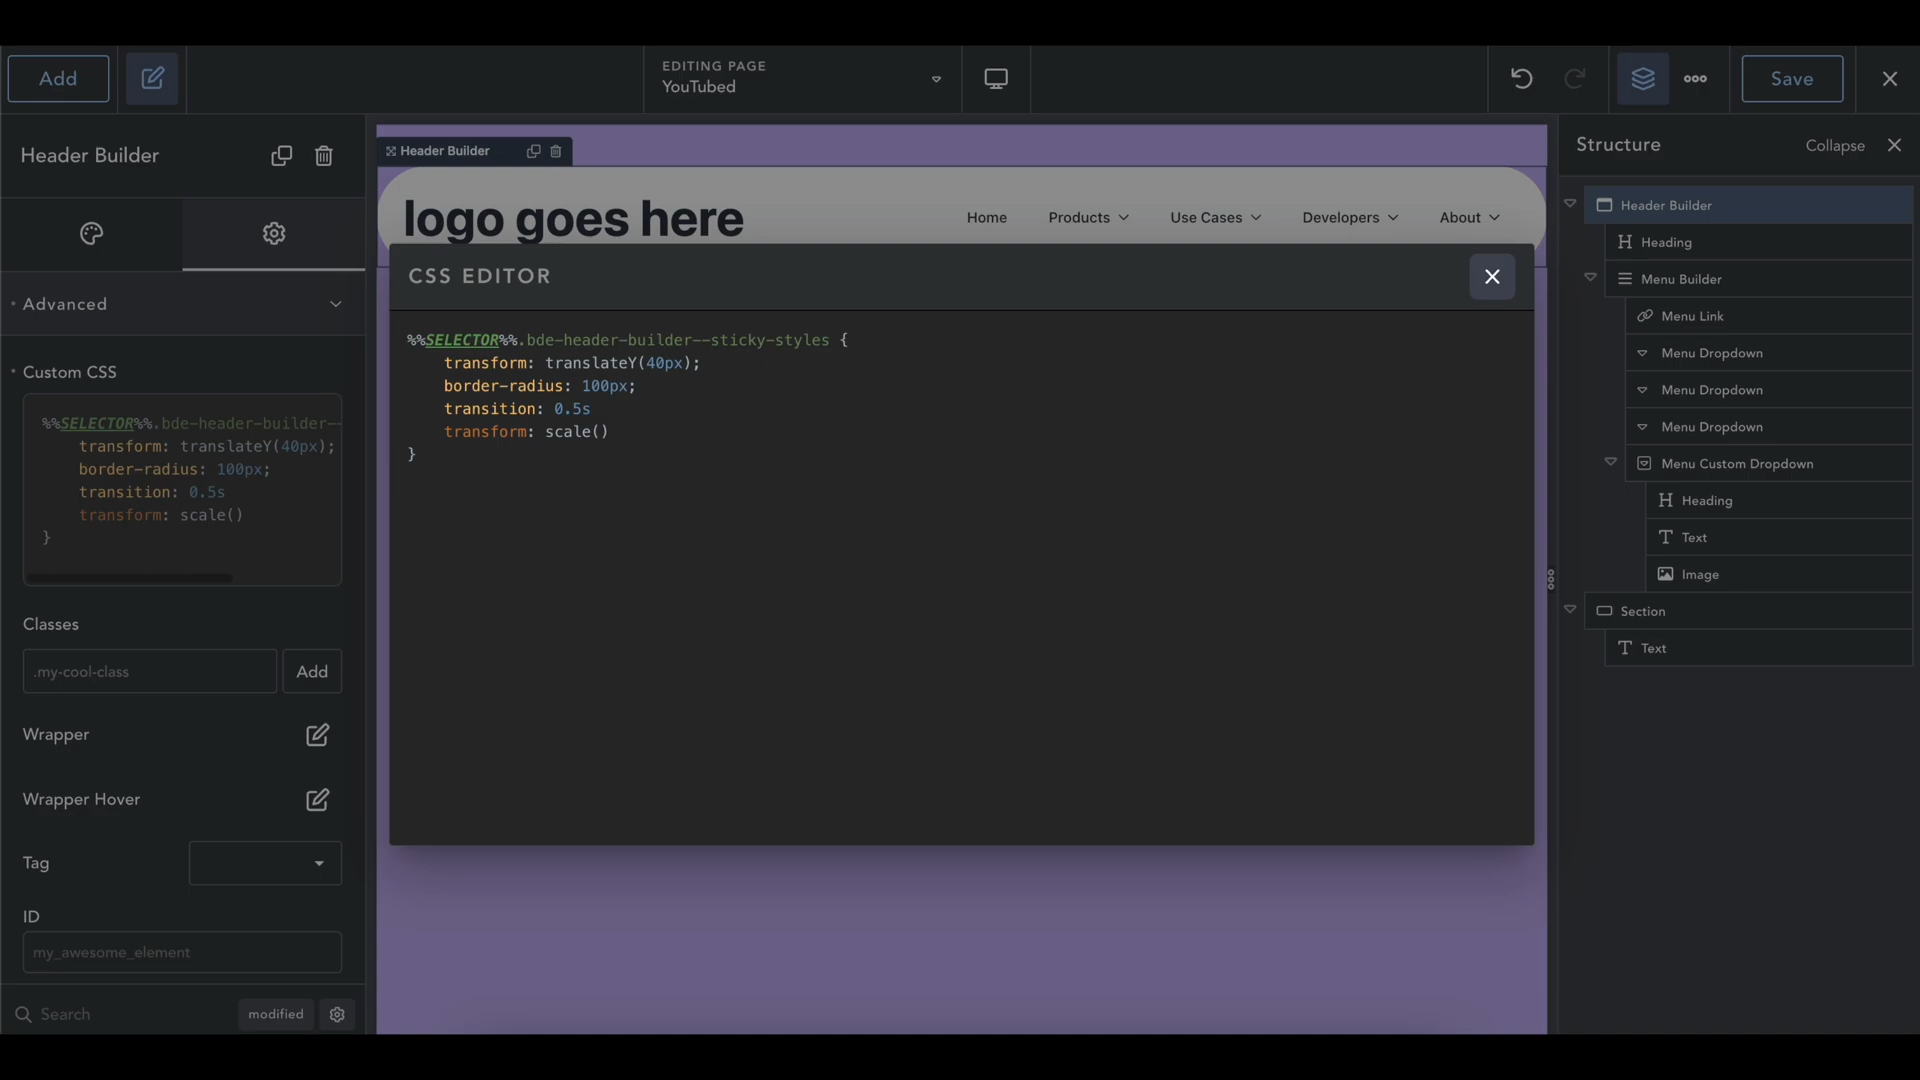 Add
EDITING PAGE
YouTubed
Save
Header Builder
Advanced
Custom CSS
%%SELECTOR%%.bde-header-builder--
transform: translateY(40px);
border-radius: 100px;
transition: 0.5s
transform: scale()
}
Classes
.my-cool-class
Add
Wrapper
Wrapper Hover
Tag
ID
my_awesome_element
Search
modified
Header Builder
logo goes here
Home
Products
Use Cases
Developers
About
CSS EDITOR
%%SELECTOR%%.bde-header-builder--sticky-styles {
transform: translateY(40px);
border-radius: 100px;
transition: 0.5s
transform: scale()
}
Structure
Collapse
Header Builder
Heading
Menu Builder
Menu Link
Menu Dropdown
Menu Dropdown
Menu Dropdown
Menu Custom Dropdown
Heading
Text
Image
Section
Text